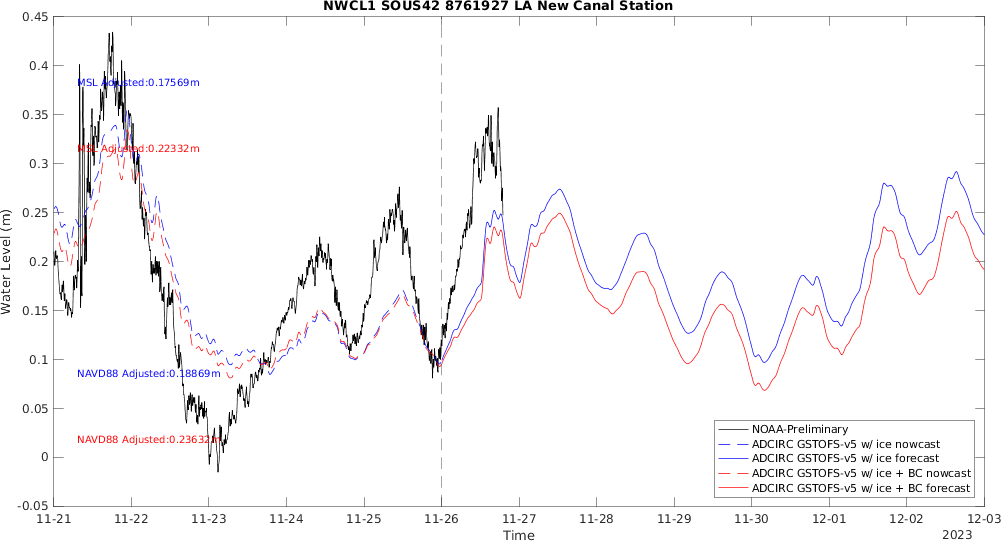 NWCL1 SOUS42 8761927 LA New Canal Station
0.45
0.4
0.35
0.3
0.25
0.2
0.15
0.1
0.05
0
-0.05
Water Level (m)
MSL Adjusted:0.17569m
MSL Adjusted:0.22332m
NAVD88 Adjusted:0.18869m
NAVD88 Adjusted:0.23632m
NOAA-Preliminary
ADCIRC GSTOFS-v5 w/ ice nowcast
ADCIRC GSTOFS-v5 w/ ice forecast
ADCIRC GSTOFS-v5 w/ ice + BC nowcast
ADCIRC GSTOFS-v5 w/ ice + BC forecast
11-21 11-22 11-23 11-24 11-25 11-26 11-27 11-28 11-29 11-30 12-01 12-02 12-03
Time
2023